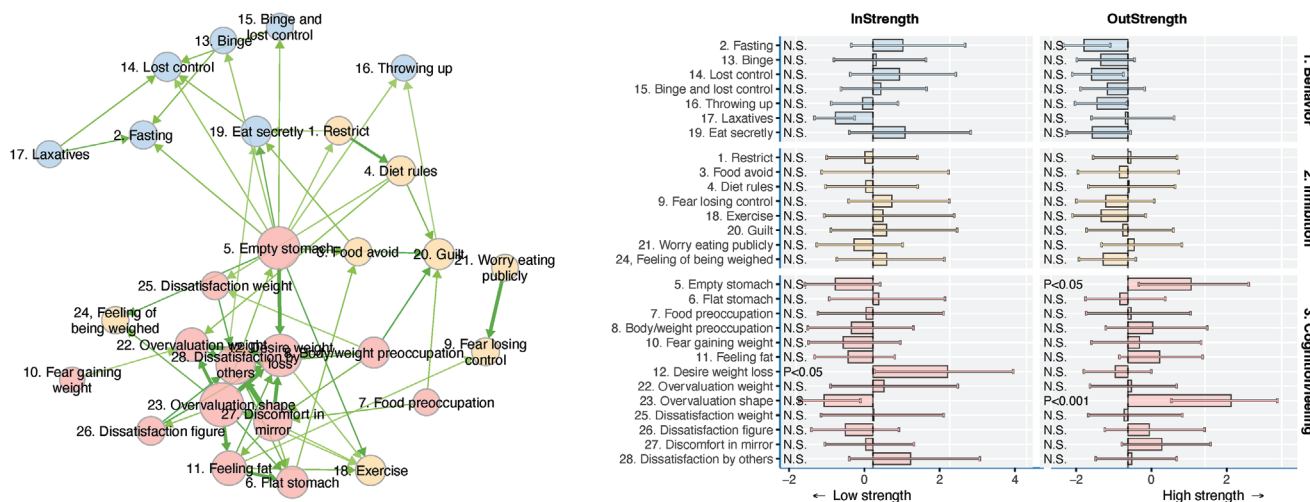 15. Binge and
lost control
13. Binge
14. Lost control
16. Throwing up
2. Fasting
19. Eat secretly
1. Restrict
17. Laxatives
4. Diet rules
5. Empty stomach
3. Food avoid
20. Guilt
21. Worry eating
publicly
25. Dissatisfaction weight
24, Feeling of
being weighed
22. Overvaluation weight
12. Desire weight
loss
28. Dissatisfaction by
others
8. Body/weight preoccupation
9. Fear losing
control
10. Fear gaining
weight
23. Overvaluation shape
27. Discomfort in
mirror
7. Food preoccupation
26. Dissatisfaction figure
11. Feeling fat
6. Flat stomach
18. Exercise
InStrength OutStrength
2. Fasting N.S. N.S.
13. Binge N.S. N.S.
14. Lost control N.S. N.S.
15. Binge and lost control N.S. N.S.
16. Throwing up N.S. N.S.
17. Laxatives N.S. N.S.
19. Eat secretly N.S. N.S.
1. Behavior
1. Restrict N.S. N.S.
3. Food avoid N.S. N.S.
4. Diet rules N.S. N.S.
9. Fear losing control N.S. N.S.
18. Exercise N.S. N.S.
20. Guilt N.S. N.S.
21. Worry eating publicly N.S. N.S.
24, Feeling of being weighed N.S. N.S.
2.
5. Empty stomach N.S. P<0.05
6. Flat stomach N.S. N.S.
7. Food preoccupation N.S. N.S.
8. Body/weight preoccupation N.S. N.S.
10. Fear gaining weight N.S. N.S.
11. Feeling fat N.S. N.S.
12. Desire weight loss P<0.05 N.S.
22. Overvaluation weight N.S. N.S.
23. Overvaluation shape N.S. P<0.001
25. Dissatisfaction weight N.S. N.S.
26. Dissatisfaction figure N.S. N.S.
27. Discomfort in mirror N.S. N.S.
28. Dissatisfaction by others N.S. N.S.
3.
−2 0 2 4 −2 0 2
← Low strength High strength →